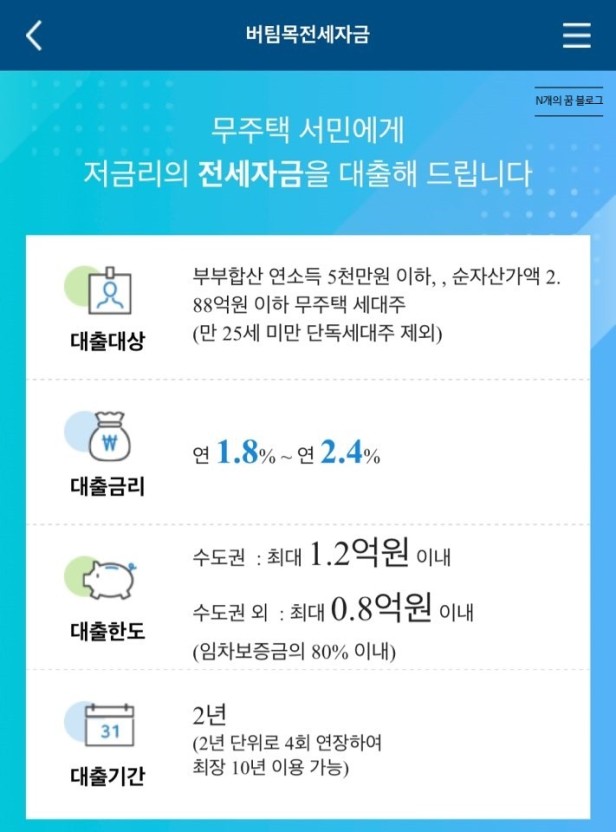 버팀목전세자금
N개의 꿈 블로그
무주택 서민에게
저금리의 전세자금을 대출해 드립니다
대출대상
부부합산 연소득 5천만원 이하, , 순자산가액 2.
88억원 이하 무주택 세대주
(만 25세 미만 단독세대주 제외)
₩
대출금리
연 1.8% ~ 연 2.4%
대출한도
수도권 : 최대 1.2억원 이내
수도권 외 : 최대 0.8억원 이내
(임차보증금의 80% 이내)
31
대출기간
2년
(2년 단위로 4회 연장하여
최장 10년 이용 가능)